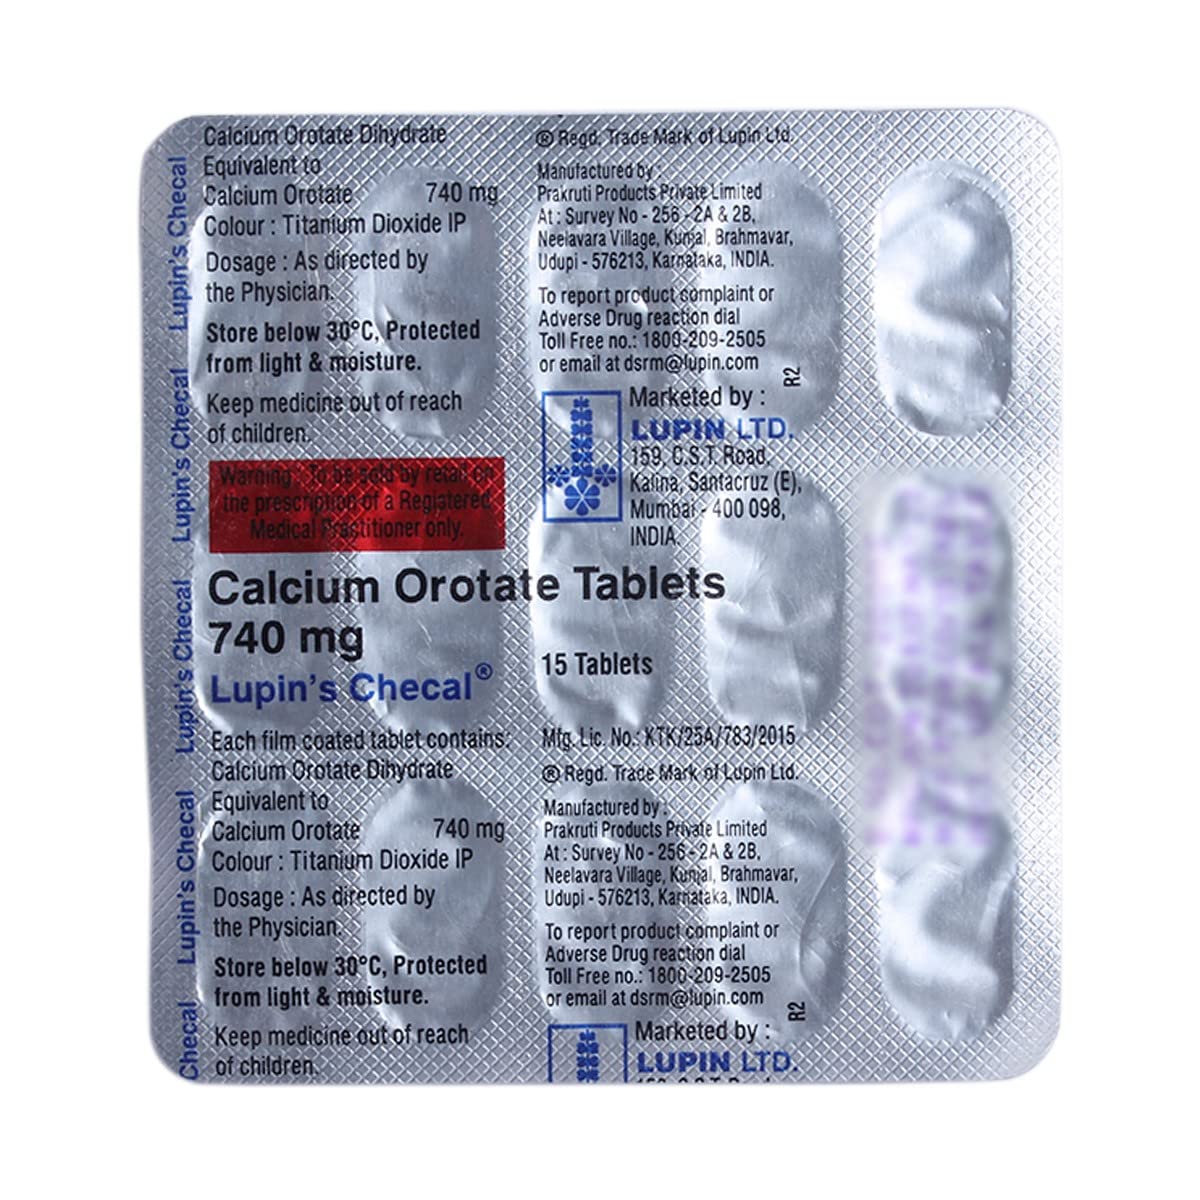 Lupin's Checal
Lupin's Checal
Lupin's Checal
Lupin's Checal
Checal
Calcium Orotate Dihydrate
Equivalent to
Calcium Orotate 740 mg
Colour : Titanium Dioxide IP
Dosage : As directed by
the Physician.
Store below 30°C, Protected
from light & moisture.
Keep medicine out of reach
of children.
Warning : To be sold by retail on
the prescription of a Registered
Medical Practitioner only.
® Regd. Trade Mark of Lupin Ltd.
Manufactured by :
Prakruti Products Private Limited
At : Survey No - 256 - 2A & 2B,
Neelavara Village, Kunjal, Brahmavar,
Udupi - 576213, Karnataka, INDIA.
To report product complaint or
Adverse Drug reaction dial
Toll Free no.: 1800-209-2505
or email at dsrm@lupin.com
R2
Marketed by :
LUPIN LTD.
159, C.S.T. Road,
Kalina, Santacruz (E),
Mumbai - 400 098,
INDIA.
Calcium Orotate Tablets
740 mg
Lupin's Checal®
15 Tablets
Each film coated tablet contains:
Calcium Orotate Dihydrate
Equivalent to
Calcium Orotate 740 mg
Colour : Titanium Dioxide IP
Dosage : As directed by
the Physician.
Store below 30°C, Protected
from light & moisture.
Keep medicine out of reach
of children.
Mfg. Lic. No.: KTK/25A/783/2015
® Regd. Trade Mark of Lupin Ltd.
Manufactured by :
Prakruti Products Private Limited
At : Survey No - 256 - 2A & 2B,
Neelavara Village, Kunjal, Brahmavar,
Udupi - 576213, Karnataka, INDIA.
To report product complaint or
Adverse Drug reaction dial
Toll Free no.: 1800-209-2505
or email at dsrm@lupin.com
R2
Marketed by :
LUPIN LTD.